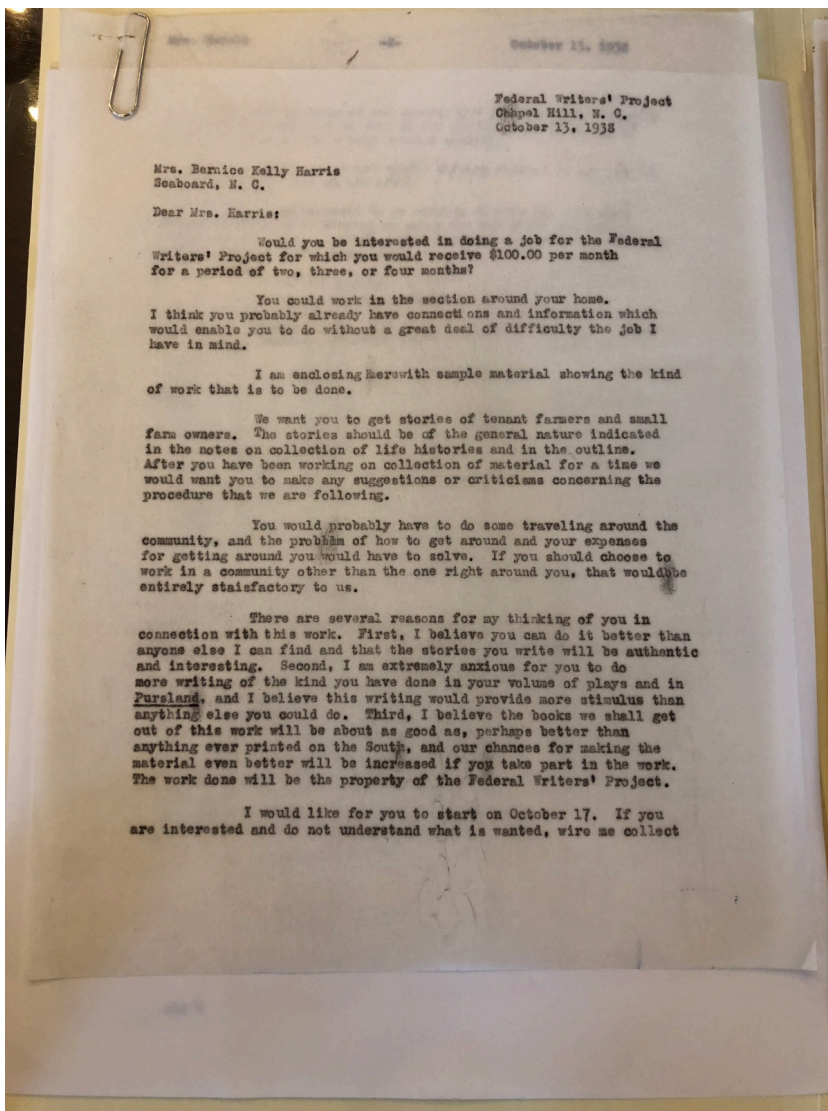 -2-
October 13, 1938
Federal Writers' Project
Chapel Hill, N. C.
October 13, 1938
Mrs. Bernice Kelly Harris
Seaboard, N. C.
Dear Mrs. Harris:
Would you be interested in doing a job for the Federal
Writers' Project for which you would receive $100.00 per month
for a period of two, three, or four months?
You could work in the section around your home.
I think you probably already have connections and information which
would enable you to do without a great deal of difficulty the job I
have in mind.
I am enclosing herewith sample material showing the kind
of work that is to be done.
We want you to get stories of tenant farmers and small
farm owners. The stories should be of the general nature indicated
in the notes on collection of life histories and in the outline.
After you have been working on collection of material for a time we
would want you to make any suggestions or criticisms concerning the
procedure that we are following.
You would probably have to do some traveling around the
community, and the problem of how to get around and your expenses
for getting around you would have to solve. If you should choose to
work in a community other than the one right around you, that would be
entirely staisfactory to us.
There are several reasons for my thinking of you in
connection with this work. First, I believe you can do it better than
anyone else I can find and that the stories you write will be authentic
and interesting. Second, I am extremely anxious for you to do
more writing of the kind you have done in your volume of plays and in
Pursland, and I believe this writing would provide more stimulus than
anything else you could do. Third, I believe the books we shall get
out of this work will be about as good as, perhaps better than
anything ever printed on the South, and our chances for making the
material even better will be increased if you take part in the work.
The work done will be the property of the Federal Writers' Project.
I would like for you to start on October 17. If you
are interested and do not understand what is wanted, wire me collect